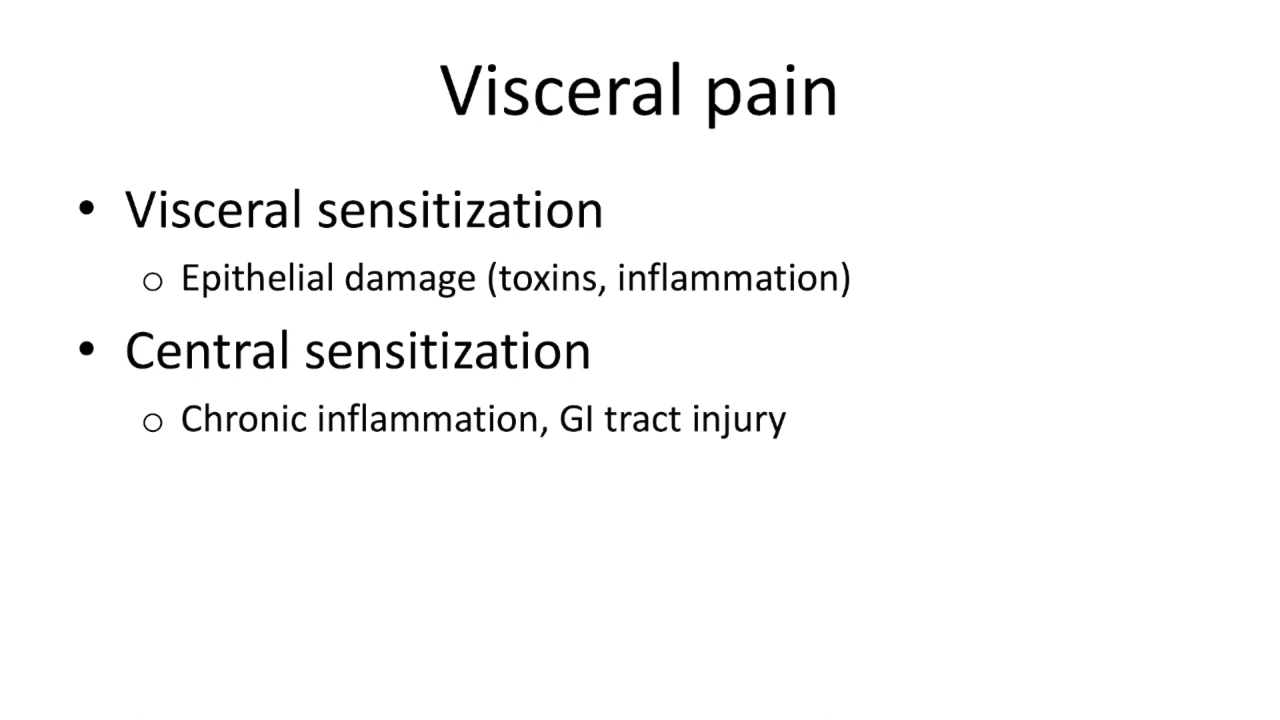 Visceral pain
• Visceral sensitization
o Epithelial damage (toxins, inflammation)
• Central sensitization
o Chronic inflammation, GI tract injury